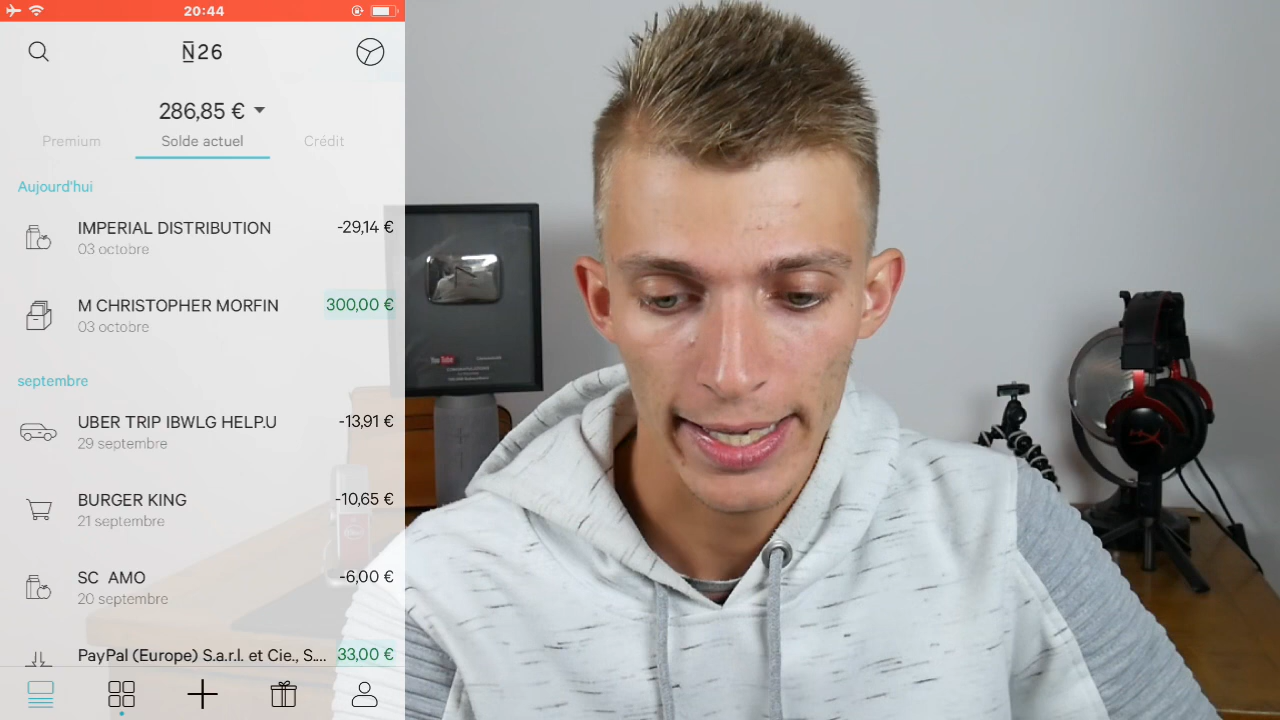 20:44
N26
286,85 €
Premium Solde actuel Crédit
Aujourd'hui
IMPERIAL DISTRIBUTION -29,14 €
03 octobre
M CHRISTOPHER MORFIN 300,00 €
03 octobre
septembre
UBER TRIP IBWLG HELP.U -13,91 €
29 septembre
BURGER KING -10,65 €
21 septembre
SC AMO -6,00 €
20 septembre
PayPal (Europe) S.a.r.l. et Cie., S.... 33,00 €
YouTube